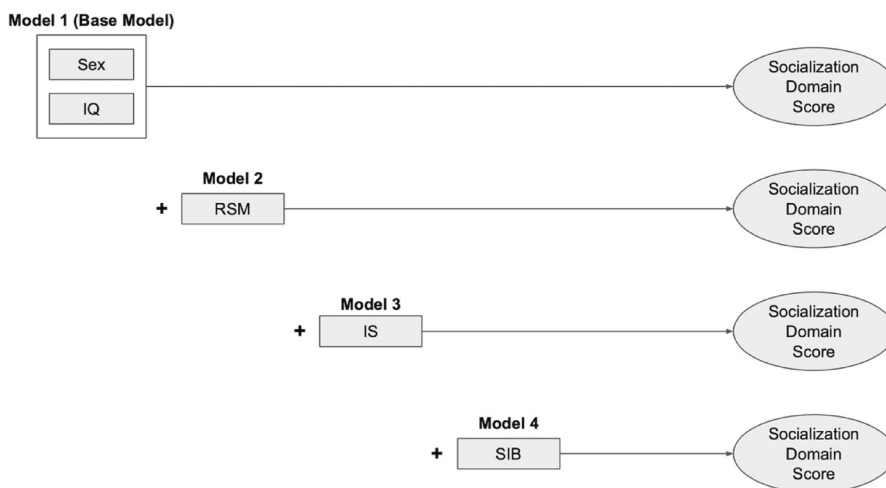 Model 1 (Base Model)
Sex
IQ
Socialization
Domain
Score
Model 2
+ RSM
Socialization
Domain
Score
Model 3
+ IS
Socialization
Domain
Score
Model 4
+ SIB
Socialization
Domain
Score